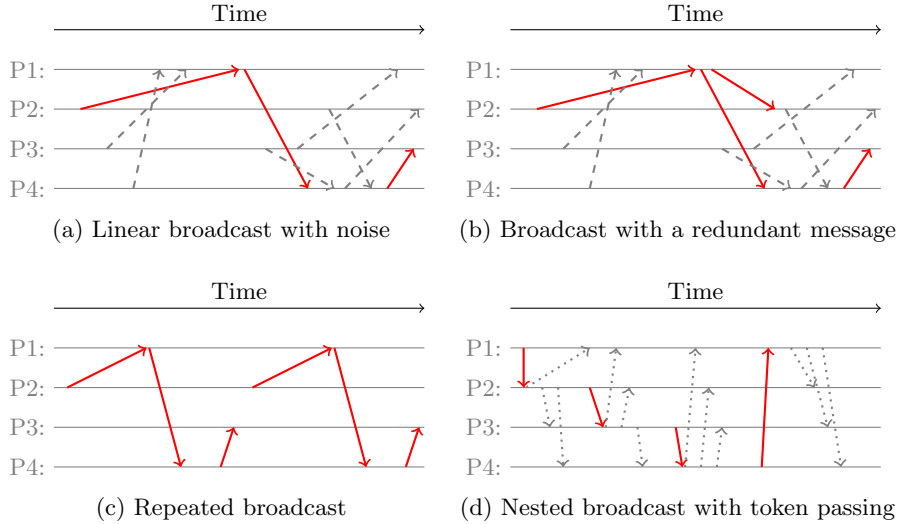 Time
Time
P1:
P1:
P2:
P2:
P3:
P3:
P4:
P4:
(a) Linear broadcast with noise
(b) Broadcast with a redundant message
Time
Time
P1:
P1:
P2:
P2:
P3:
P3:
P4:
P4:
(c) Repeated broadcast
(d) Nested broadcast with token passing